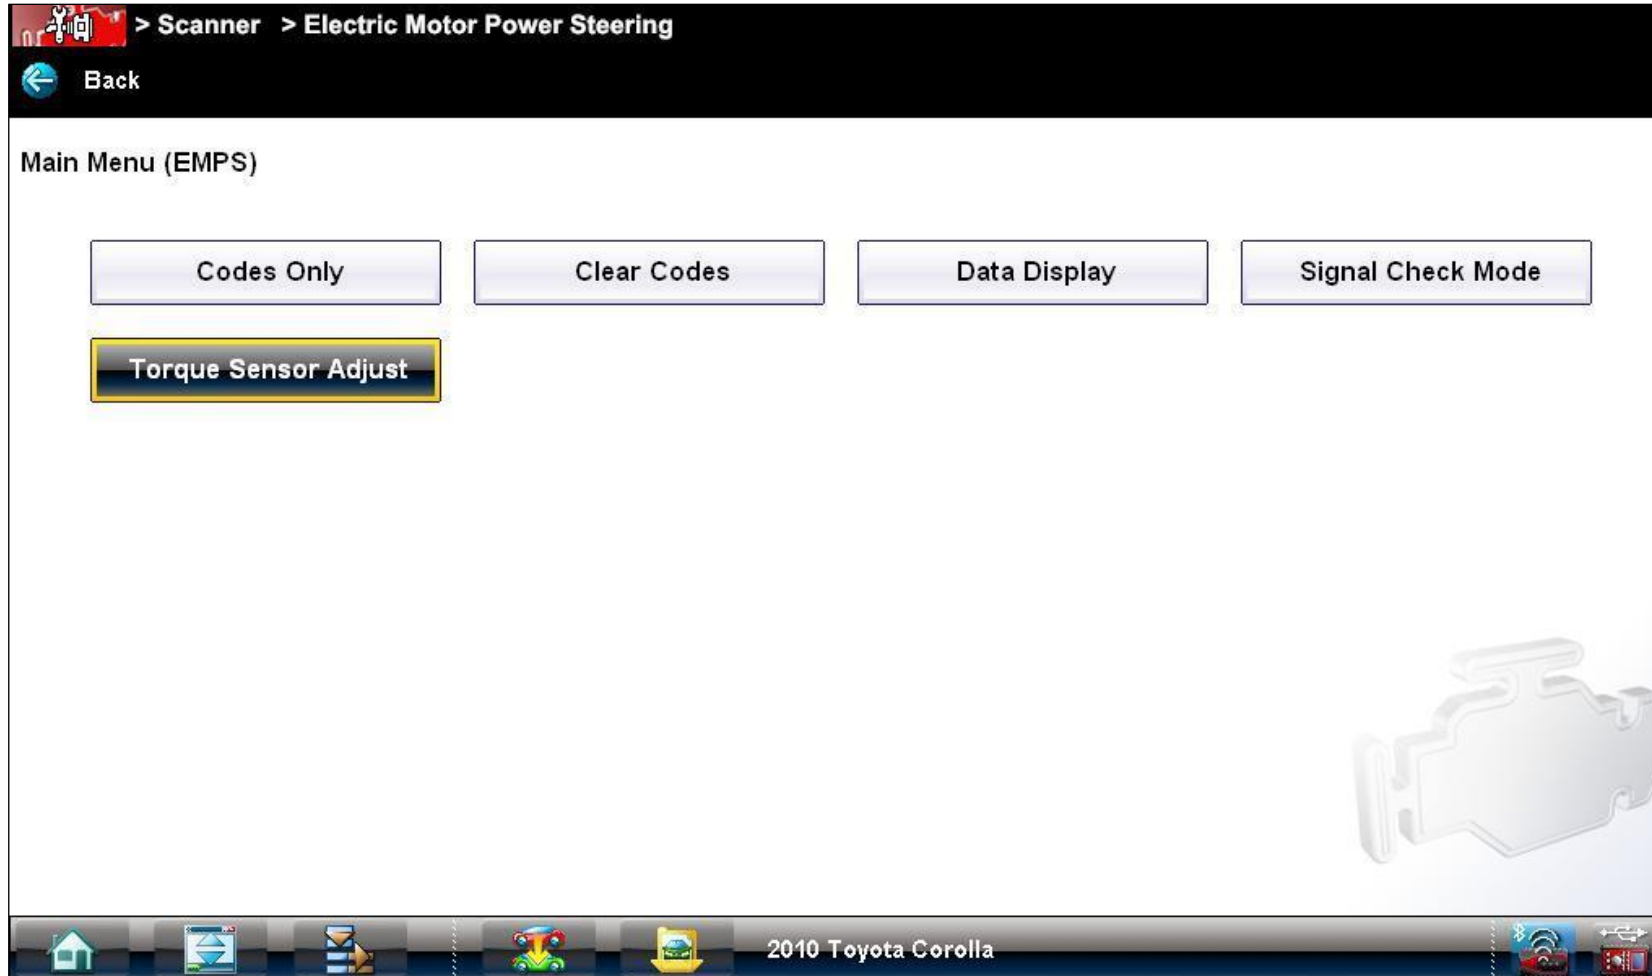 > Scanner > Electric Motor Power Steering
Back
Main Menu (EMPS)
Codes Only
Clear Codes
Data Display
Signal Check Mode
Torque Sensor Adjust
2010 Toyota Corolla